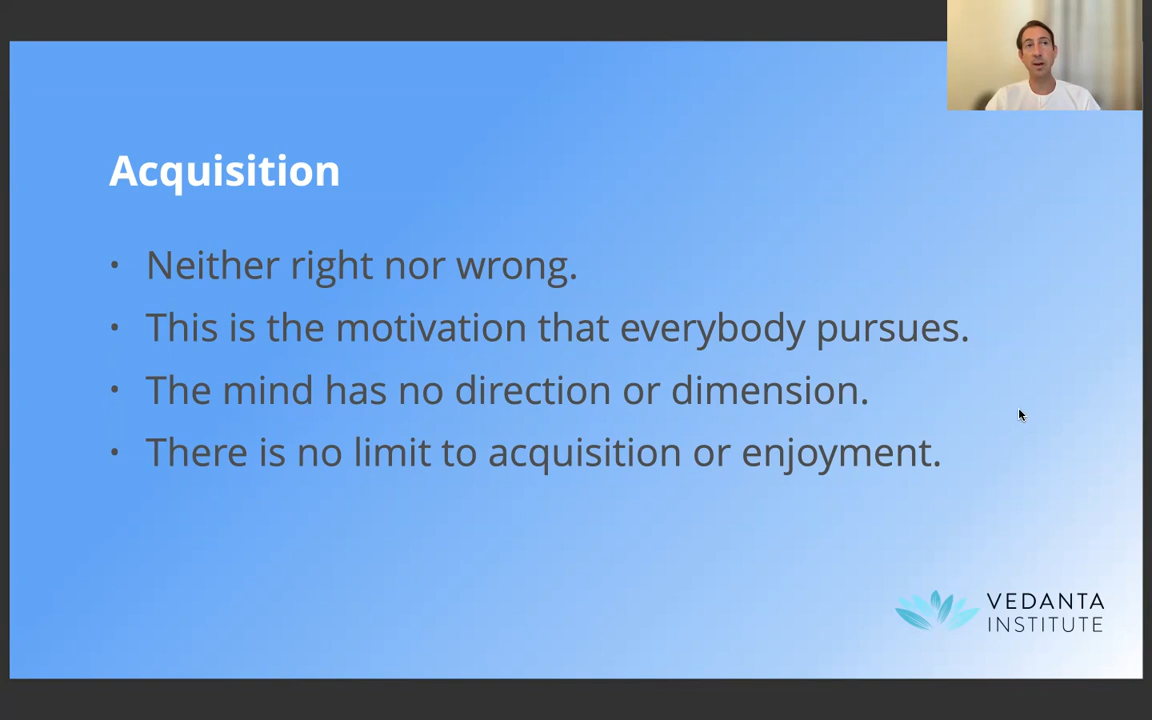 Acquisition
• Neither right nor wrong.
• This is the motivation that everybody pursues.
• The mind has no direction or dimension.
• There is no limit to acquisition or enjoyment.
VEDANTA
INSTITUTE